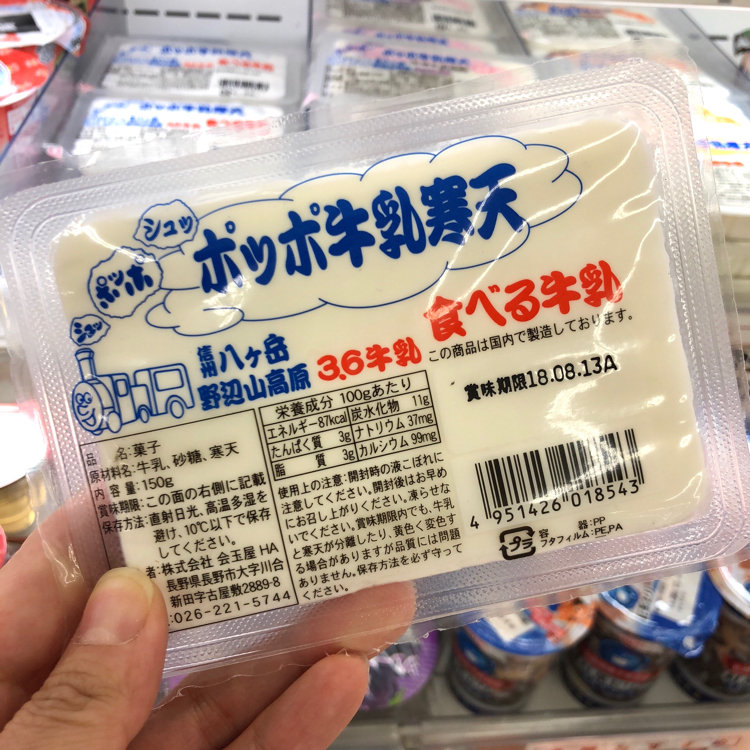 シュッ
ポッポ
シュッ
ポッポ牛乳寒天
食べる牛乳
信州 八ヶ岳
野辺山高原
3.6牛乳
この商品は国内で製造しております。
賞味期限18.08.13A
栄養成分 100gあたり
エネルギー87kcal 炭水化物 11g
たんぱく質 3g ナトリウム 37mg
脂 質 3g カルシウム 99mg
品 名:菓子
原材料名:牛乳、砂糖、寒天
内 容 量:150g
賞味期限:この面の右側に記載
保存方法:直射日光、高温多湿を
避け、10℃以下で保存
してください。
者:株式会社 会玉屋 HA
長野県長野市大字川合
新田字古屋敷2889-8
:026-221-5744
使用上の注意:開封時の液こぼれに
注意してください。開封後はお早め
にお召し上がりください。凍らせな
いでください。賞味期限内でも、牛乳
と寒天が分離したり、黄色く変色す
る場合がありますが品質には問題
ありません。保存方法を必ず守って
ください。
4 951426 018543
プラ
容 器:PP
フタフィルム:PE,PA